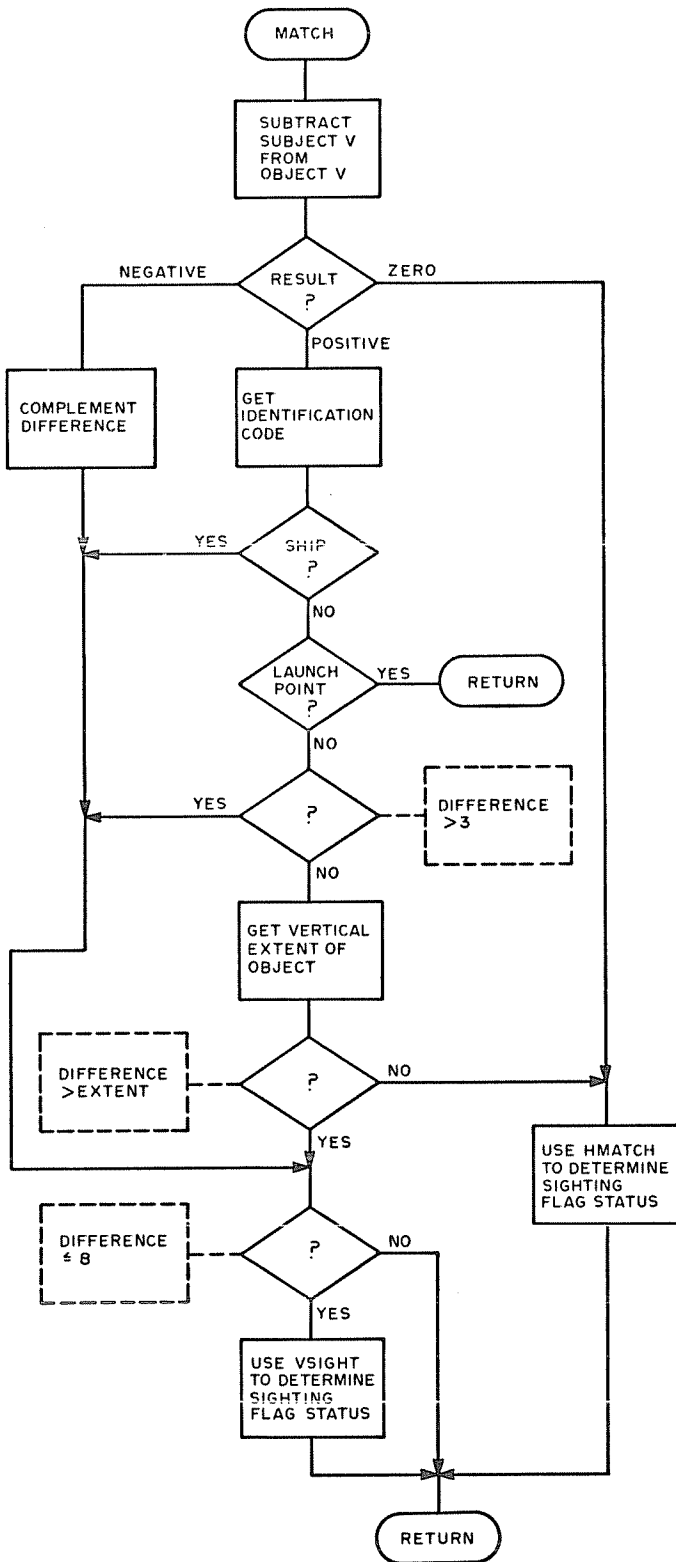 MATCH
SUBTRACT
SUBJECT V
FROM
OBJECT V
NEGATIVE
RESULT
?
ZERO
POSITIVE
COMPLEMENT
DIFFERENCE
GET
IDENTIFICATION
CODE
YES
SHIP
?
NO
LAUNCH
POINT
?
YES
RETURN
NO
YES
?
DIFFERENCE
>3
NO
GET VERTICAL
EXTENT OF
OBJECT
DIFFERENCE
>EXTENT
?
NO
YES
USE HMATCH
TO DETERMINE
SIGHTING
FLAG STATUS
DIFFERENCE
≤ 8
?
NO
YES
USE VSIGHT
TO DETERMINE
SIGHTING
FLAG STATUS
RETURN